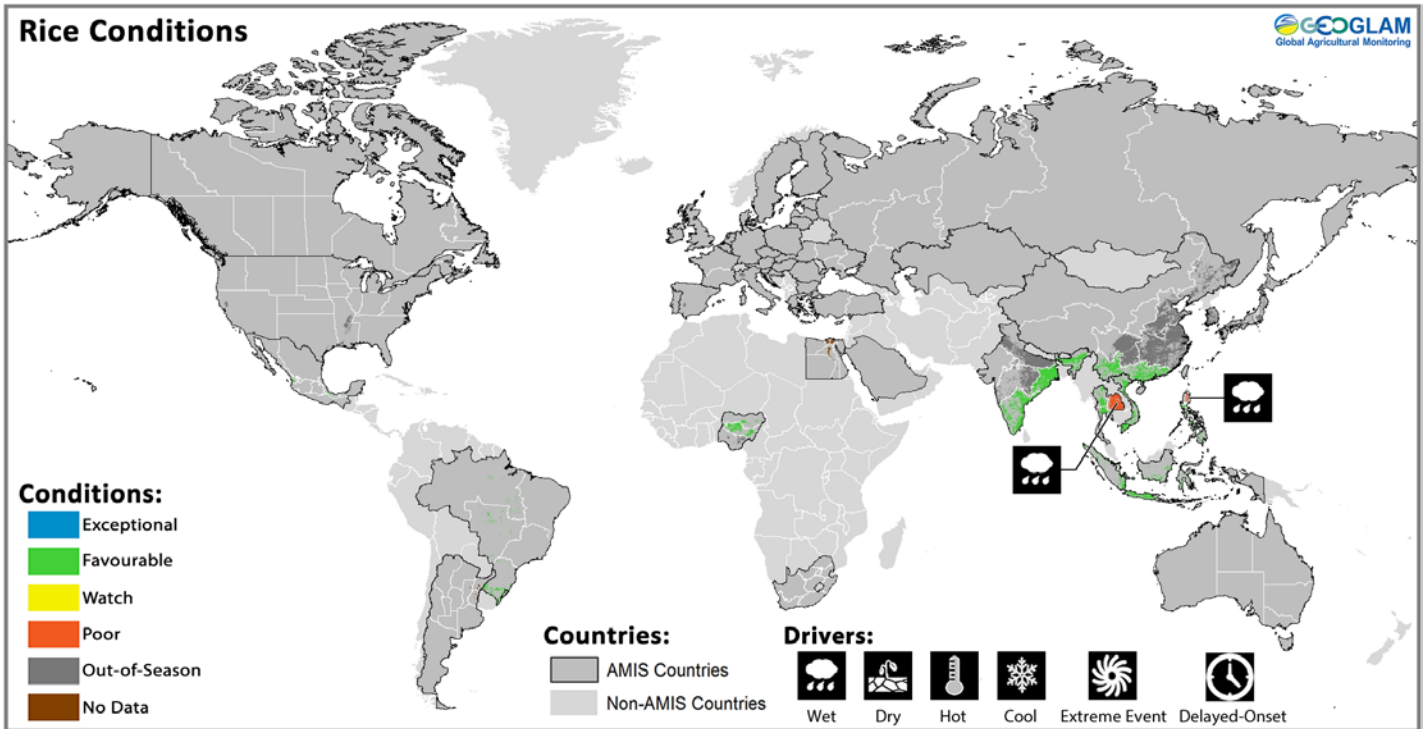 Rice Conditions
GEOGLAM
Global Agricultural Monitoring
Conditions:
Exceptional
Favourable
Watch
Poor
Out-of-Season
No Data
Countries:
AMIS Countries
Non-AMIS Countries
Drivers:
Wet
Dry
Hot
Cool
Extreme Event
Delayed-Onset